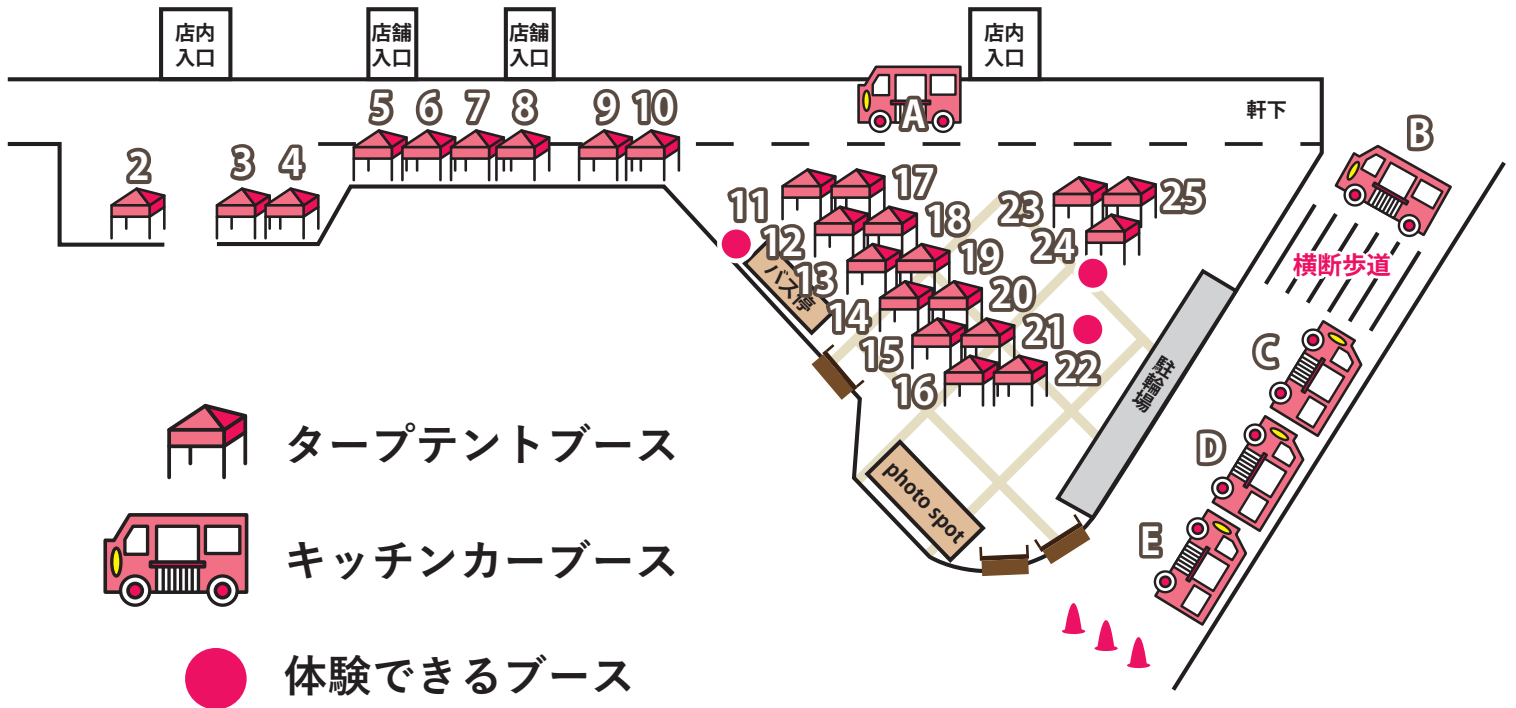 店内
入口
店舗
入口
店舗
入口
店内
入口
5
6
7
8
9
10
A
軒下
B
2
3
4
17
11
18
23
25
12
24
19
横断歩道
13
バス停
20
14
21
15
22
C
16
駐輪場
タープテントブース
D
photo spot
E
キッチンカーブース
体験できるブース